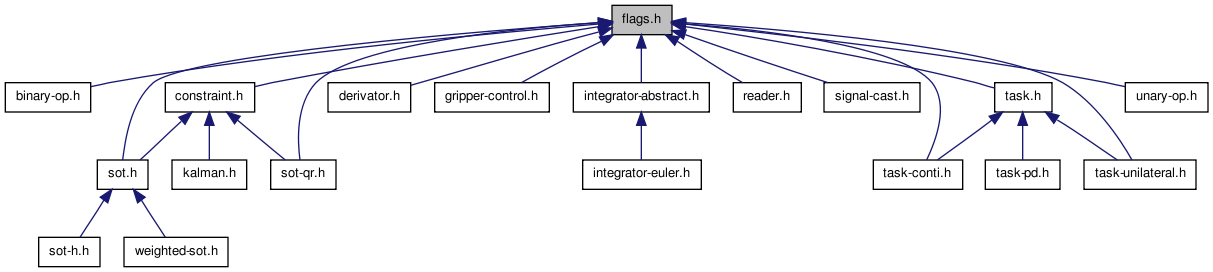 flags.h
binary-op.h
constraint.h
derivator.h
gripper-control.h
integrator-abstract.h
reader.h
signal-cast.h
task.h
unary-op.h
sot.h
kalman.h
sot-qr.h
integrator-euler.h
task-conti.h
task-pd.h
task-unilateral.h
sot-h.h
weighted-sot.h